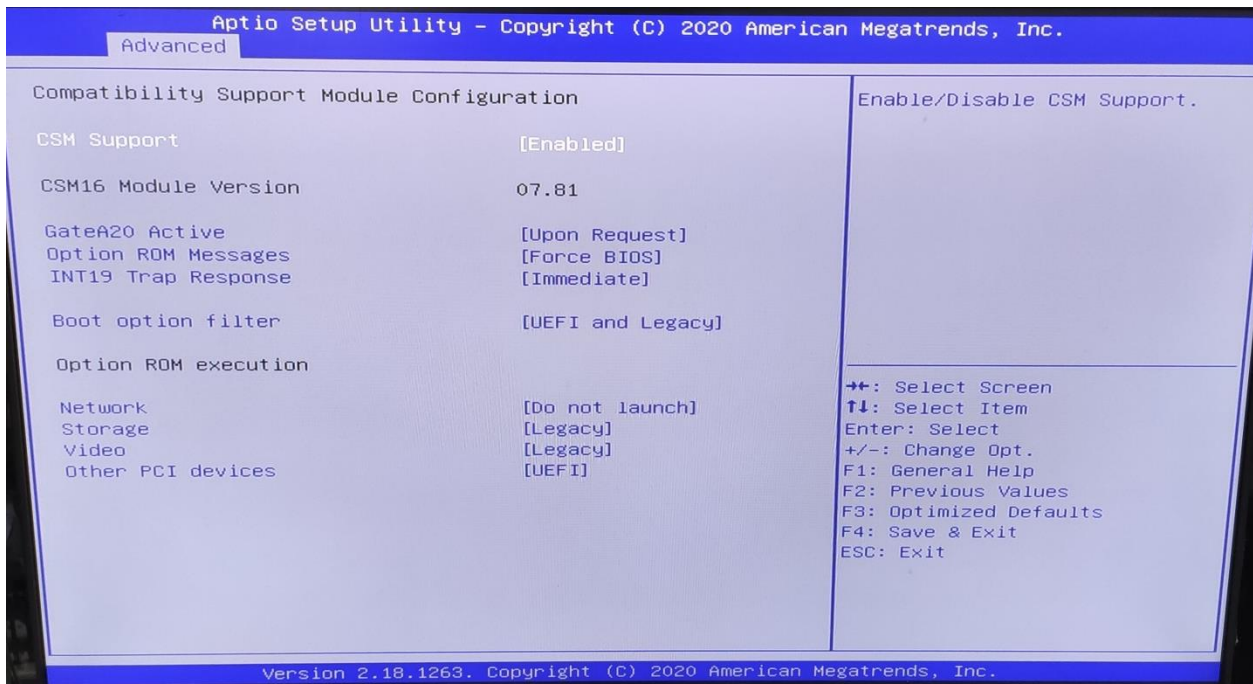 Aptio Setup Utility – Copyright (C) 2020 American Megatrends, Inc.
Advanced
Compatibility Support Module Configuration
CSM Support [Enabled]
CSM16 Module Version 07.81
GateA20 Active [Upon Request]
Option ROM Messages [Force BIOS]
INT19 Trap Response [Immediate]
Boot option filter [UEFI and Legacy]
Option ROM execution
Network [Do not launch]
Storage [Legacy]
Video [Legacy]
Other PCI devices [UEFI]
Enable/Disable CSM Support.
→←: Select Screen
↑↓: Select Item
Enter: Select
+/-: Change Opt.
F1: General Help
F2: Previous Values
F3: Optimized Defaults
F4: Save & Exit
ESC: Exit
Version 2.18.1263. Copyright (C) 2020 American Megatrends, Inc.